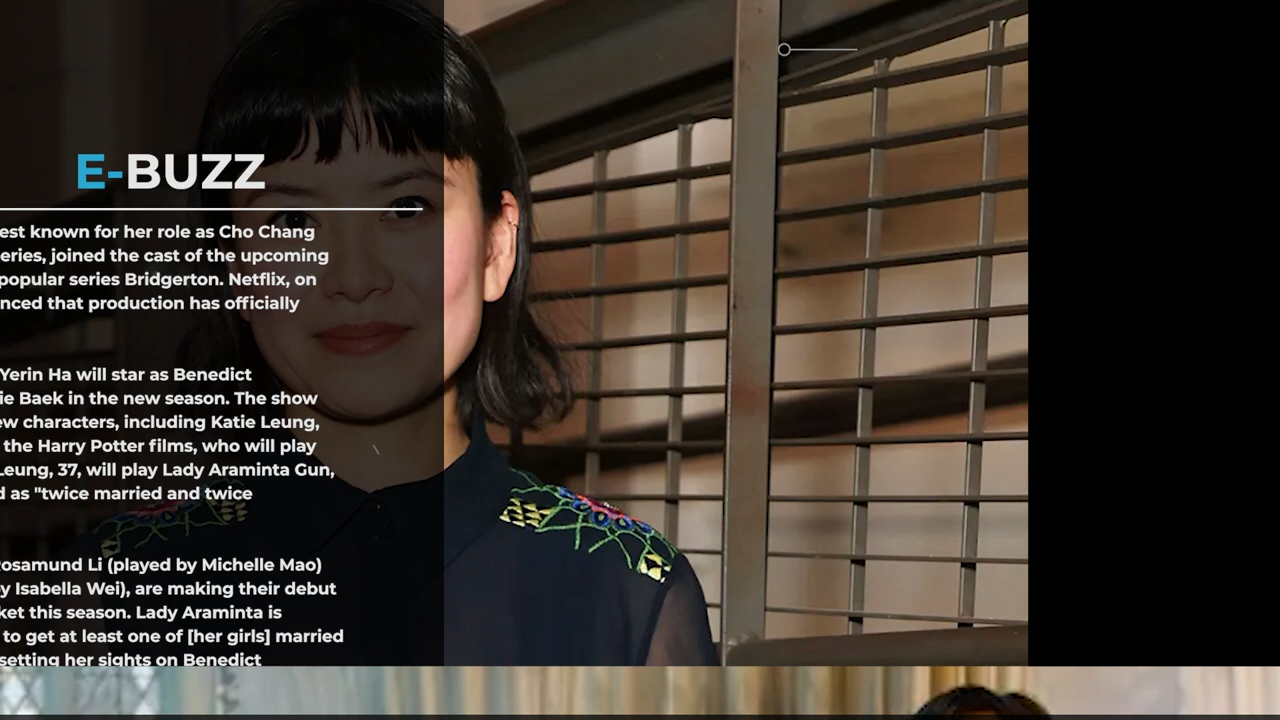 E-BUZZ
est known for her role as Cho Chang
eries, joined the cast of the upcoming
popular series Bridgerton. Netflix, on
nced that production has officially
Yerin Ha will star as Benedict
ie Baek in the new season. The show
ew characters, including Katie Leung,
the Harry Potter films, who will play
Leung, 37, will play Lady Araminta Gun,
d as "twice married and twice
Rosamund Li (played by Michelle Mao)
y Isabella Wei), are making their debut
ket this season. Lady Araminta is
to get at least one of [her girls] married
setting her sights on Benedict